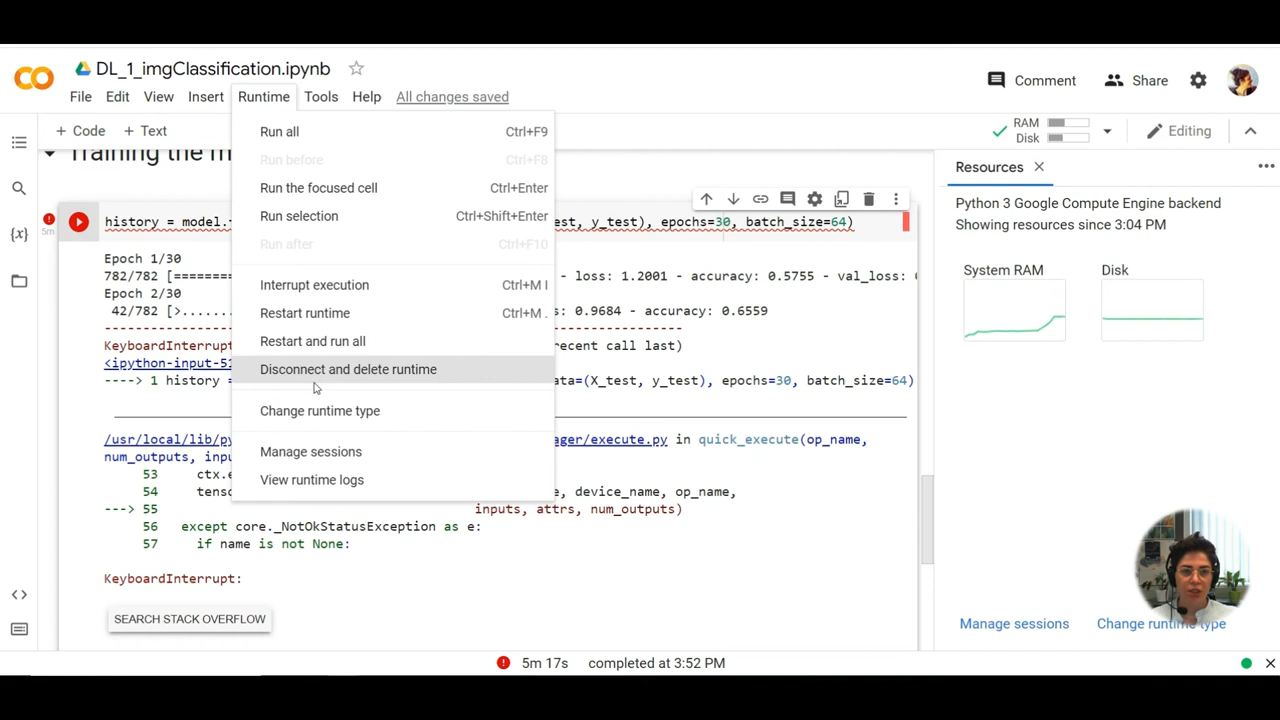 DL_1_imgClassification.ipynb
Comment
Share
File Edit View Insert Runtime Tools Help All changes saved
+ Code + Text
RAM
Disk
Editing
Run all Ctrl+F9
Run before Ctrl+F8
Run the focused cell Ctrl+Enter
Run selection Ctrl+Shift+Enter
Run after Ctrl+F10
Interrupt execution Ctrl+M I
Restart runtime Ctrl+M .
Restart and run all
Disconnect and delete runtime
Change runtime type
Manage sessions
View runtime logs
Training the m
5m
history = model. est, y_test), epochs=30, batch_size=64)
Epoch 1/30
782/782 [======== - loss: 1.2001 - accuracy: 0.5755 - val_loss: 0
Epoch 2/30
42/782 [>....... s: 0.9684 - accuracy: 0.6559
KeyboardInterrup recent call last)
<ipython-input-51
----> 1 history = ata=(X_test, y_test), epochs=30, batch_size=64)
/usr/local/lib/py ager/execute.py in quick_execute(op_name,
num_outputs, inpu
53 ctx.e
54 tenso e, device_name, op_name,
---> 55 inputs, attrs, num_outputs)
56 except core._NotOkStatusException as e:
57 if name is not None:
KeyboardInterrupt:
SEARCH STACK OVERFLOW
Resources
Python 3 Google Compute Engine backend
Showing resources since 3:04 PM
System RAM Disk
Manage sessions Change runtime type
5m 17s completed at 3:52 PM